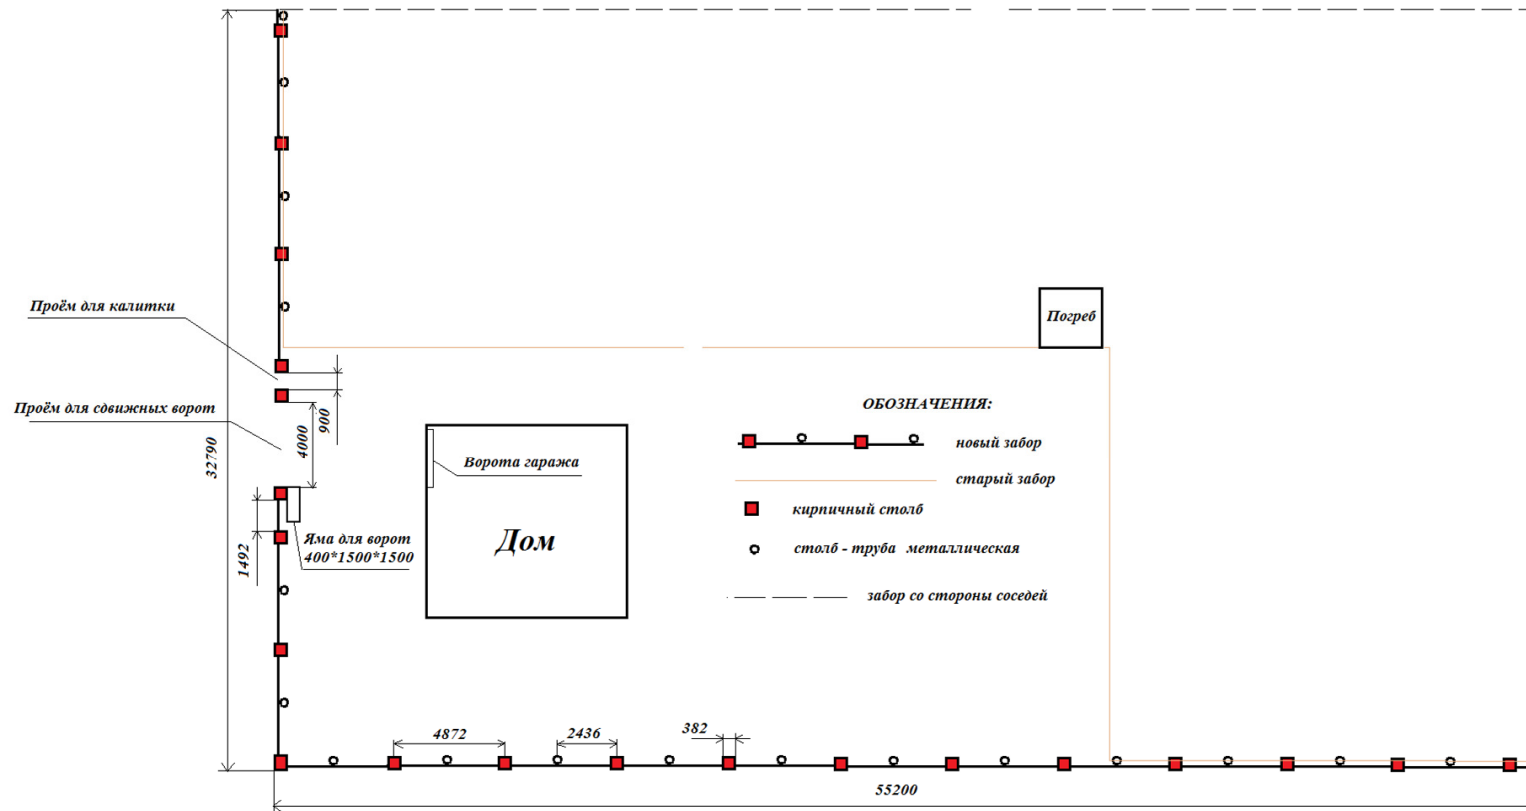 Проём для калитки
Проём для сдвижных ворот
32790
900
4000
1492
Яма для ворот
400*1500*1500
Ворота гаража
Дом
Погреб
ОБОЗНАЧЕНИЯ:
новый забор
старый забор
кирпичный столб
столб - труба металлическая
забор со стороны соседей
4872
2436
382
55200